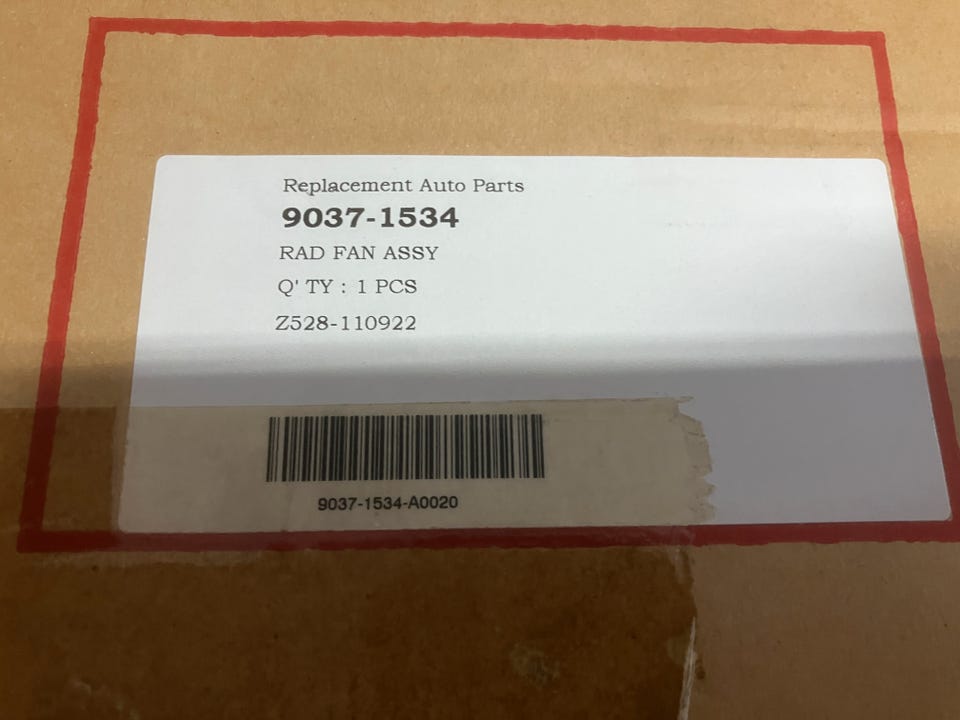 Replacement Auto Parts
9037-1534
RAD FAN ASSY
Q' TY : 1 PCS
Z528-110922
9037-1534-A0020